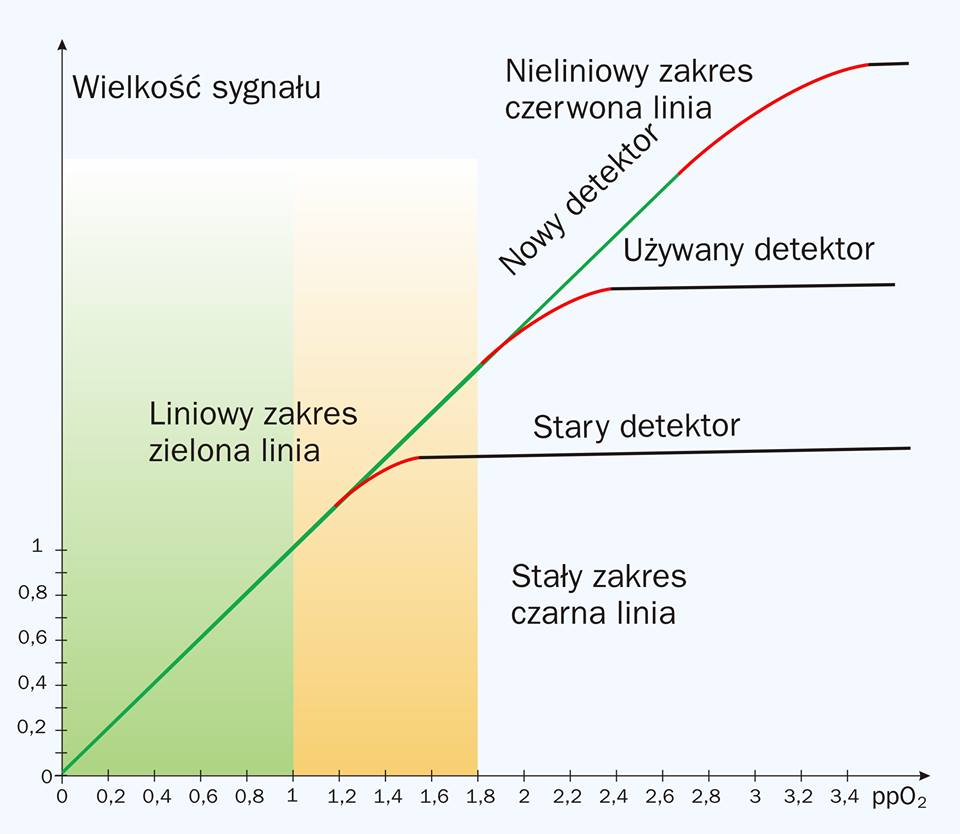 Wielkość sygnału
Nieliniowy zakres
czerwona linia
Nowy detektor
Używany detektor
Liniowy zakres
zielona linia
Stary detektor
Stały zakres
czarna linia
1
0,8
0,6
0,4
0,2
0
0 0,2 0,4 0,6 0,8 1 1,2 1,4 1,6 1,8 2 2,2 2,4 2,6 2,8 3 3,2 3,4 ppO₂